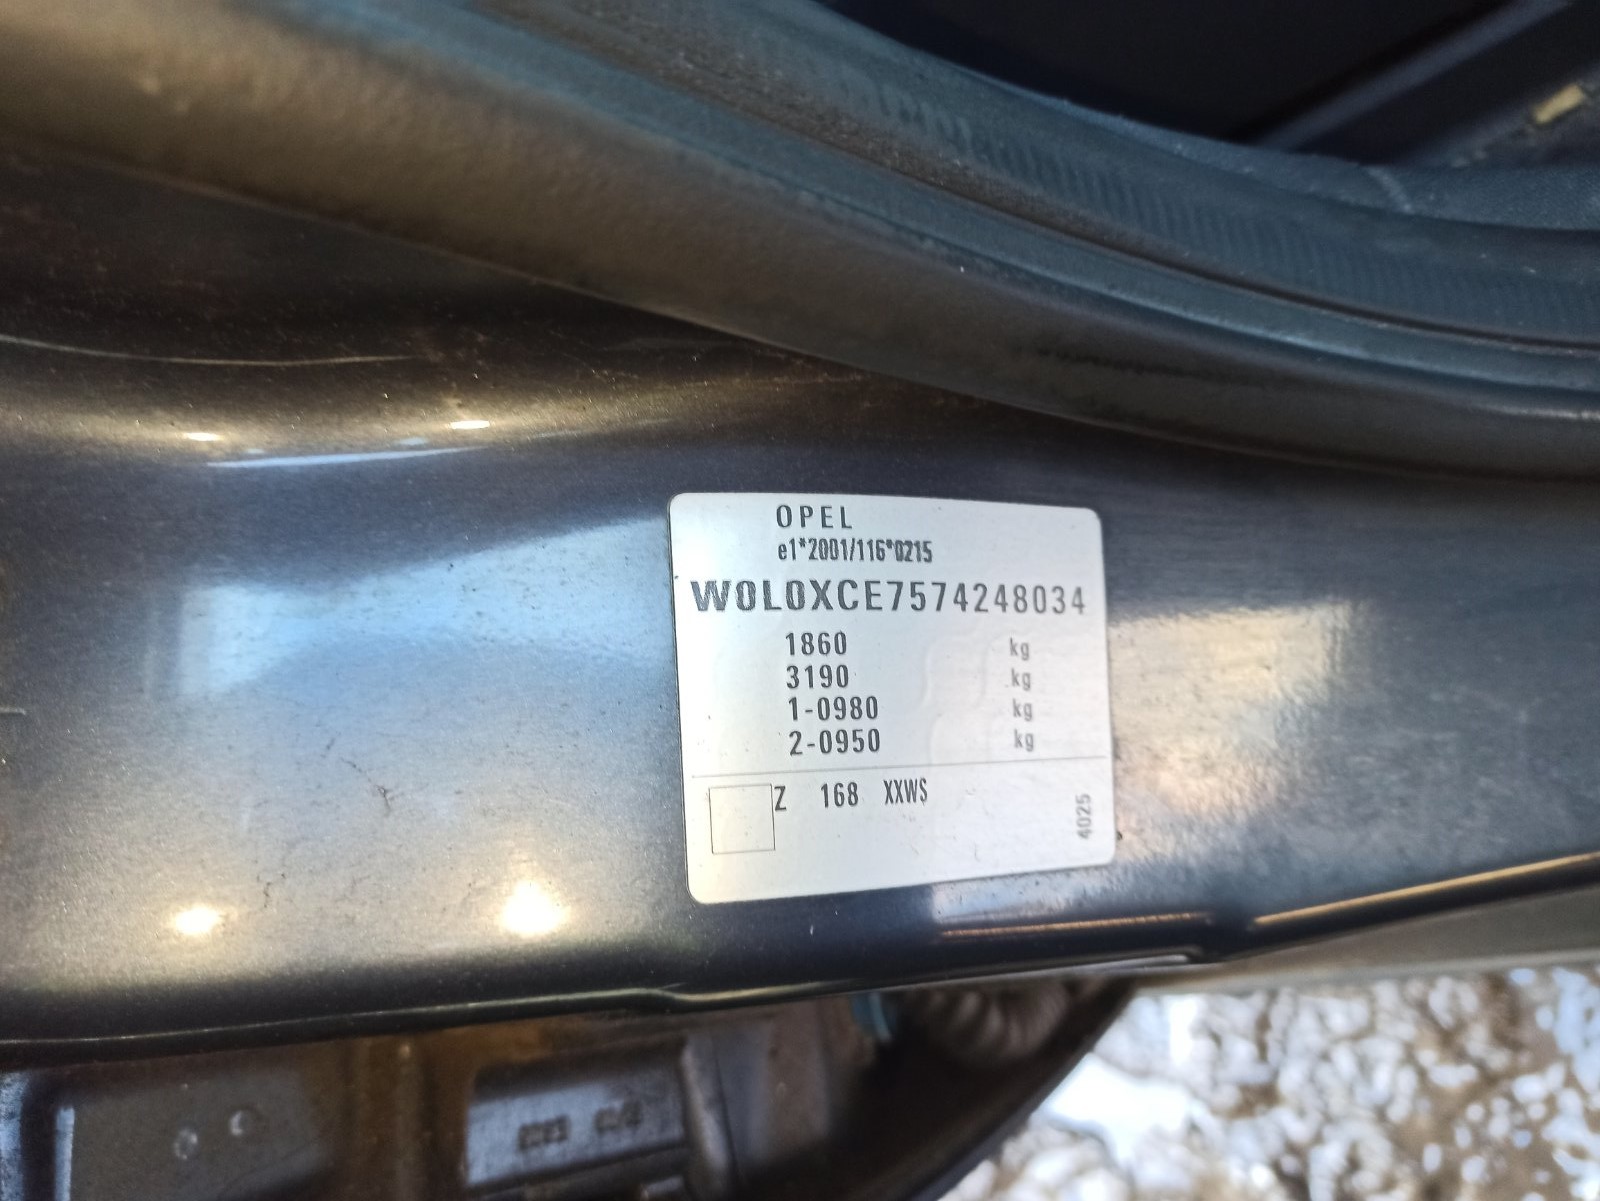 OPEL
e1*2001/116*0215
W0L0XCE7574248034
1860 kg
3190 kg
1-0980 kg
2-0950 kg
Z 168 XXWS
4025